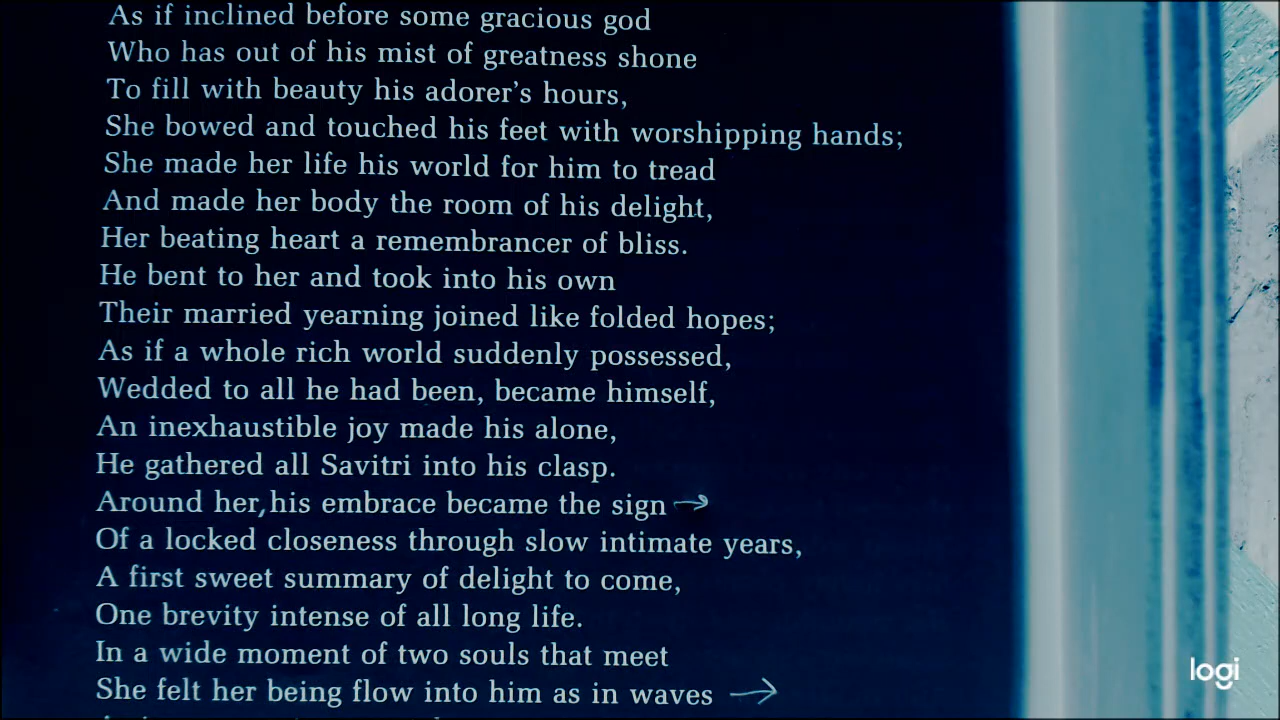 As if inclined before some gracious god
Who has out of his mist of greatness shone
To fill with beauty his adorer's hours,
She bowed and touched his feet with worshipping hands;
She made her life his world for him to tread
And made her body the room of his delight,
Her beating heart a remembrancer of bliss.
He bent to her and took into his own
Their married yearning joined like folded hopes;
As if a whole rich world suddenly possessed,
Wedded to all he had been, became himself,
An inexhaustible joy made his alone,
He gathered all Savitri into his clasp.
Around her, his embrace became the sign →
Of a locked closeness through slow intimate years,
A first sweet summary of delight to come,
One brevity intense of all long life.
In a wide moment of two souls that meet
She felt her being flow into him as in waves →
logi